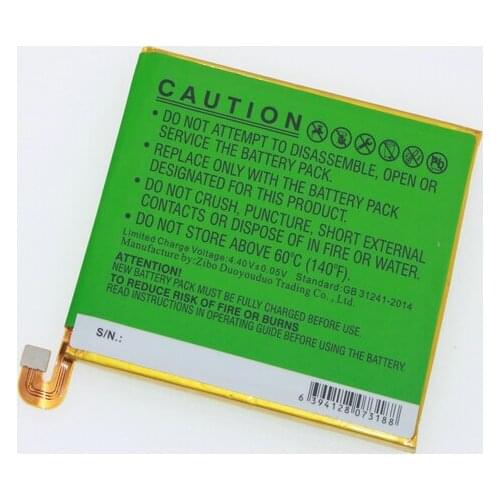 CAUTION
• DO NOT ATTEMPT TO DISASSEMBLE, OPEN OR
SERVICE THE BATTERY PACK.
• REPLACE ONLY WITH THE BATTERY PACK
DESIGNATED FOR THIS PRODUCT.
• DO NOT CRUSH, PUNCTURE, SHORT EXTERNAL
CONTACTS OR DISPOSE OF IN FIRE OR WATER.
• DO NOT STORE ABOVE 60°C (140°F).
Limited Charge Voltage: 4.40V±0.05V Standard: GB 31241-2014
Manufacture by: Zibo Duoyouduo Trading Co., Ltd
ATTENTION!
NEW BATTERY PACK MUST BE FULLY CHARGED BEFORE USING.
TO REDUCE RISK OF FIRE OR BURNS
READ OPERATING GUIDE BEFORE USING THE BATTERY.
S/N.:
6 394128 073188